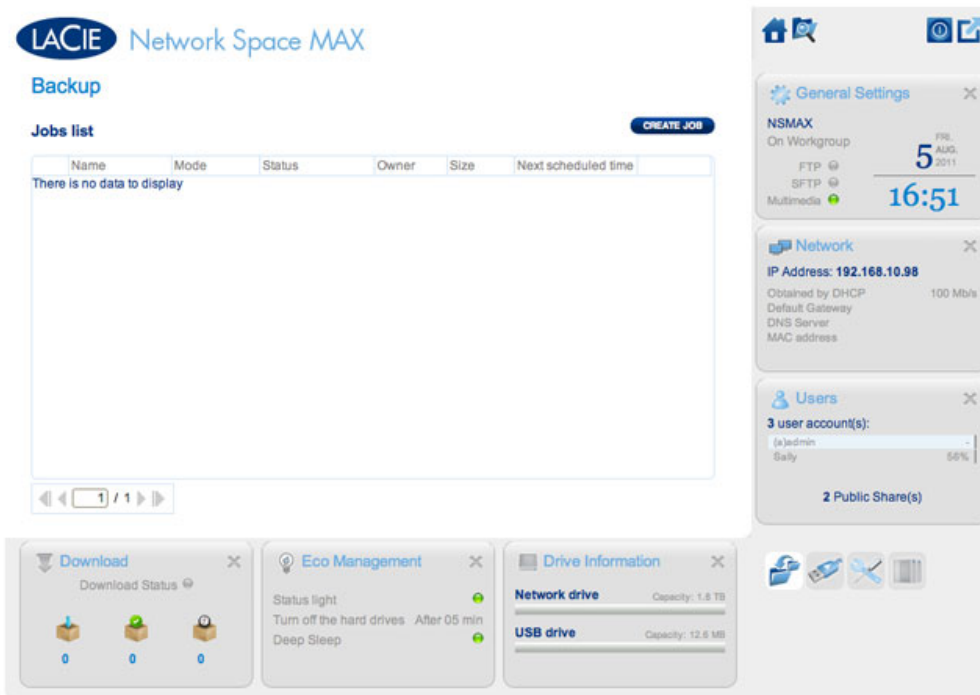 LACIE Network Space MAX
Backup
Jobs list
CREATE JOB
Name Mode Status Owner Size Next scheduled time
There is no data to display
1 / 1
General Settings
NSMAX
On Workgroup
FTP
SFTP
Multimedia
FRI.
5 AUG.
2011
16:51
Network
IP Address: 192.168.10.98
Obtained by DHCP 100 Mb/s
Default Gateway
DNS Server
MAC address
Users
3 user account(s):
(a)admin -
Sally 56%
2 Public Share(s)
Download
Download Status
0 0 0
Eco Management
Status light
Turn off the hard drives After 05 min
Deep Sleep
Drive Information
Network drive Capacity: 1.8 TB
USB drive Capacity: 12.6 MB